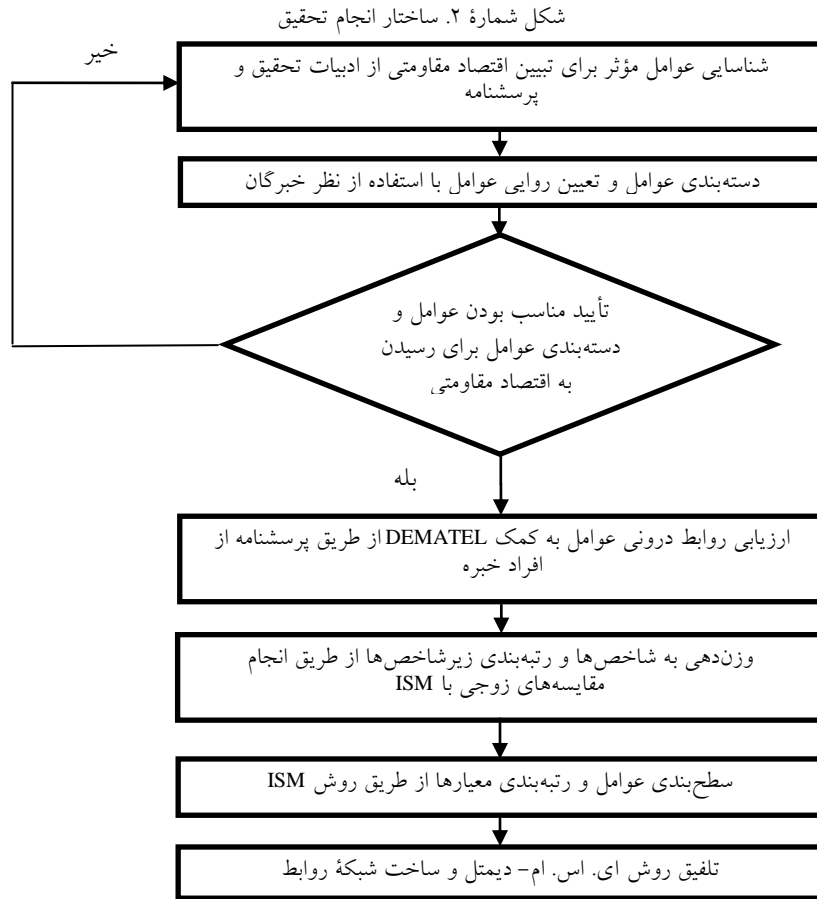 شکل شمارهٔ ۲. ساختار انجام تحقیق
خیر
شناسایی عوامل مؤثر برای تبیین اقتصاد مقاومتی از ادبیات تحقیق و
پرسشنامه
دسته‌بندی عوامل و تعیین روایی عوامل با استفاده از نظر خبرگان
تأیید مناسب بودن عوامل و
دسته‌بندی عوامل برای رسیدن
به اقتصاد مقاومتی
بله
ارزیابی روابط درونی عوامل به کمک DEMATEL از طریق پرسشنامه از
افراد خبره
وزن‌دهی به شاخص‌ها و رتبه‌بندی زیرشاخص‌ها از طریق انجام
مقایسه‌های زوجی با ISM
سطح‌بندی عوامل و رتبه‌بندی معیارها از طریق روش ISM
تلفیق روش ای. اس. ام- دیمتل و ساخت شبکهٔ روابط